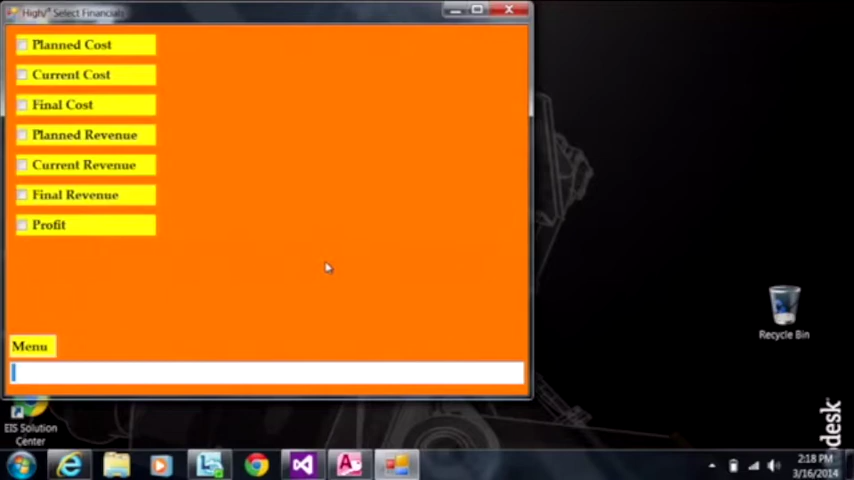 High/* Select Financials
Planned Cost
Current Cost
Final Cost
Planned Revenue
Current Revenue
Final Revenue
Profit
Menu
Recycle Bin
EIS Solution
Center
desk
2:18 PM
3/16/2014